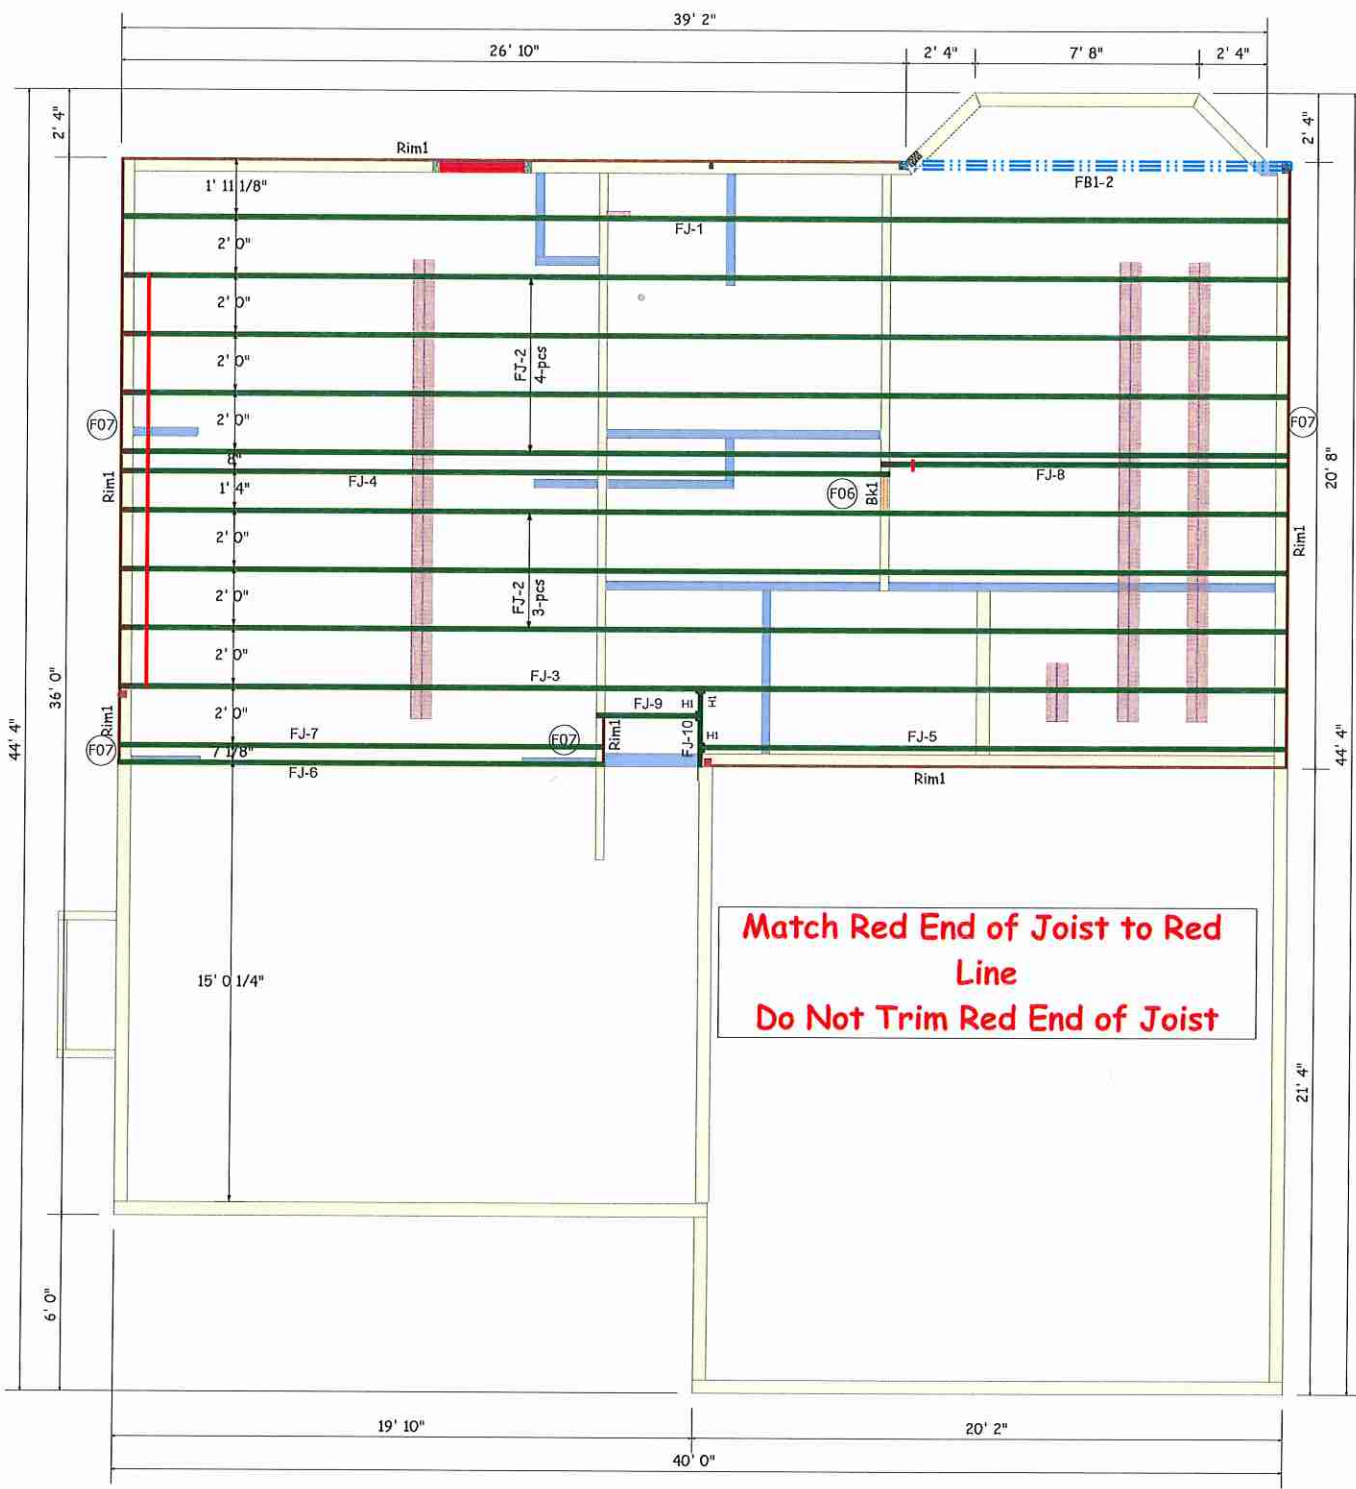 39' 2"
26' 10"
2' 4"
7' 8"
2' 4"
2' 4"
2' 4"
Rim1
1' 11 1/8"
FB1-2
FJ-1
2' 0"
2' 0"
2' 0"
FJ-2
4-pcs
2' 0"
F07
F07
8"
FJ-4
FJ-8
Rim1
1' 4"
F06
Bk1
20' 8"
2' 0"
Rim1
FJ-2
3-pcs
2' 0"
2' 0"
FJ-3
36' 0"
44' 4"
44' 4"
Rim1
2' 0"
FJ-9
H1
H1
FJ-7
F07
7 1/8"
F07
Rim1
FJ-10
H1
FJ-5
FJ-6
Rim1
Match Red End of Joist to Red
Line
Do Not Trim Red End of Joist
15' 0 1/4"
21' 4"
6' 0"
19' 10"
20' 2"
40' 0"